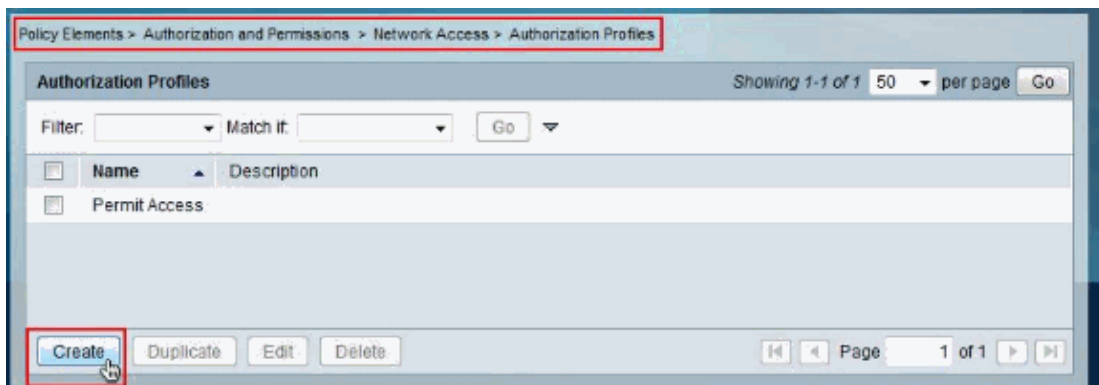 Policy Elements > Authorization and Permissions > Network Access > Authorization Profiles
Authorization Profiles Showing 1-1 of 1 50 per page Go
Filter: Match if: Go
Name Description
Permit Access
Create Duplicate Edit Delete Page 1 of 1